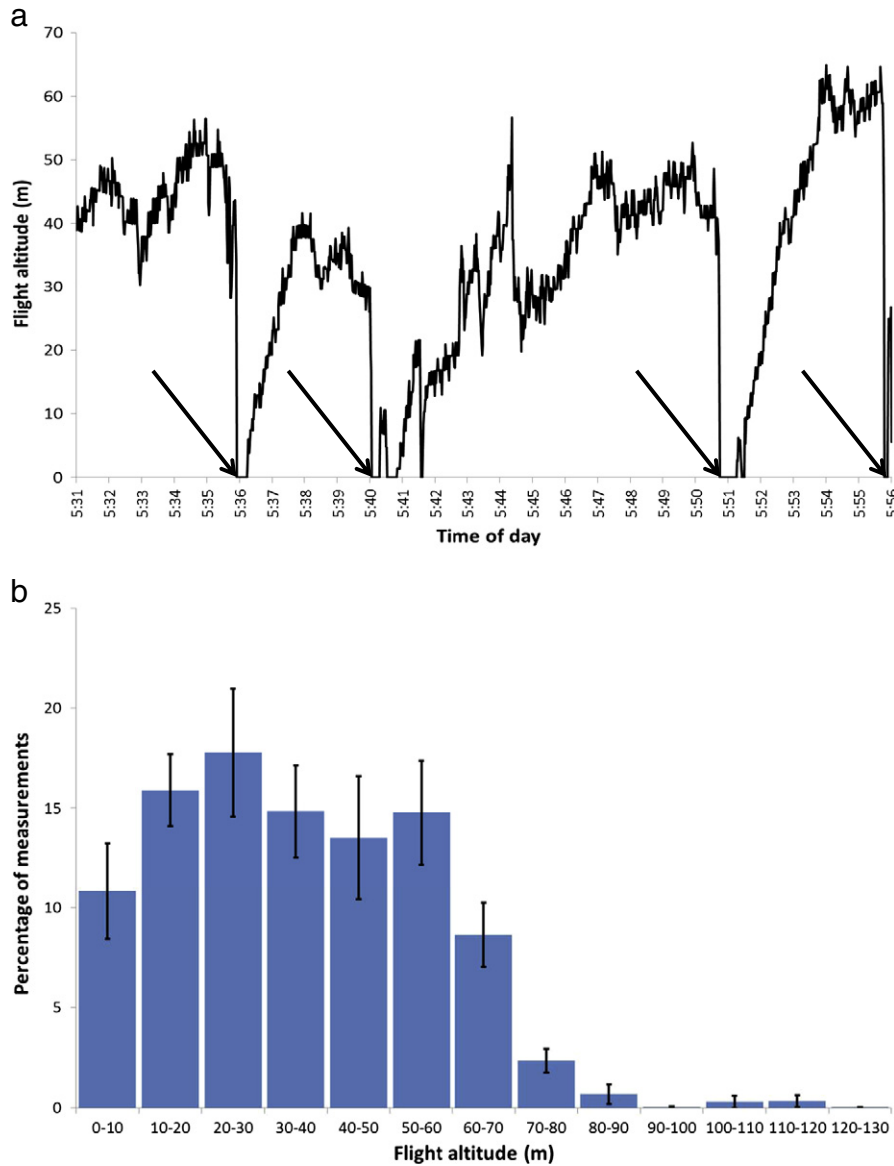 a
Flight altitude (m)
70
60
50
40
30
20
10
0
5:31 5:32 5:33 5:34 5:35 5:36 5:37 5:38 5:39 5:40 5:41 5:42 5:43 5:44 5:45 5:46 5:47 5:48 5:49 5:50 5:51 5:52 5:53 5:54 5:55 5:56
Time of day
b
Percentage of measurements
25
20
15
10
5
0
0-10 10-20 20-30 30-40 40-50 50-60 60-70 70-80 80-90 90-100 100-110 110-120 120-130
Flight altitude (m)